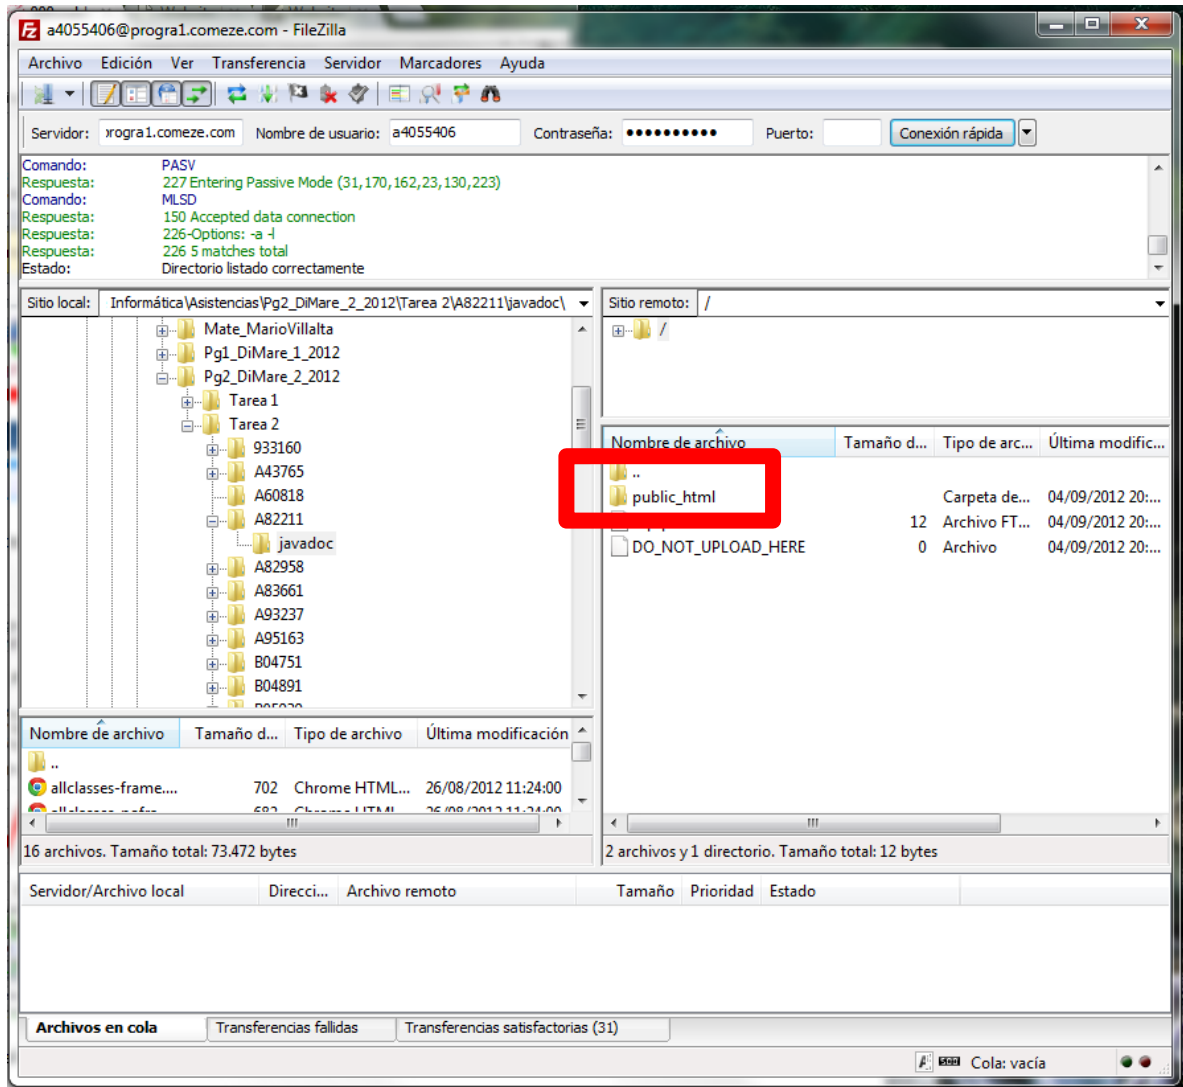 a4055406@progra1.comeze.com - FileZilla
Archivo Edición Ver Transferencia Servidor Marcadores Ayuda
Servidor: rogra1.comeze.com Nombre de usuario: a4055406 Contraseña: ●●●●●●●●●● Puerto: Conexión rápida
Comando: PASV
Respuesta: 227 Entering Passive Mode (31,170,162,23,130,223)
Comando: MLSD
Respuesta: 150 Accepted data connection
Respuesta: 226-Options: -a -l
Respuesta: 226 5 matches total
Estado: Directorio listado correctamente
Sitio local: Informática\Asistencias\Pg2_DiMare_2_2012\Tarea 2\A82211\javadoc\
Mate_MarioVillalta
Pg1_DiMare_1_2012
Pg2_DiMare_2_2012
Tarea 1
Tarea 2
933160
A43765
A60818
A82211
javadoc
A82958
A83661
A93237
A95163
B04751
B04891
Nombre de archivo Tamaño d... Tipo de archivo Última modificación
..
allclasses-frame.... 702 Chrome HTML... 26/08/2012 11:24:00
16 archivos. Tamaño total: 73.472 bytes
Sitio remoto: /
/
Nombre de archivo Tamaño d... Tipo de arc... Última modific...
..
public_html Carpeta de... 04/09/2012 20:...
12 Archivo FT... 04/09/2012 20:...
DO_NOT_UPLOAD_HERE 0 Archivo 04/09/2012 20:...
2 archivos y 1 directorio. Tamaño total: 12 bytes
Servidor/Archivo local Direcci... Archivo remoto Tamaño Prioridad Estado
Archivos en cola Transferencias fallidas Transferencias satisfactorias (31)
Cola: vacía